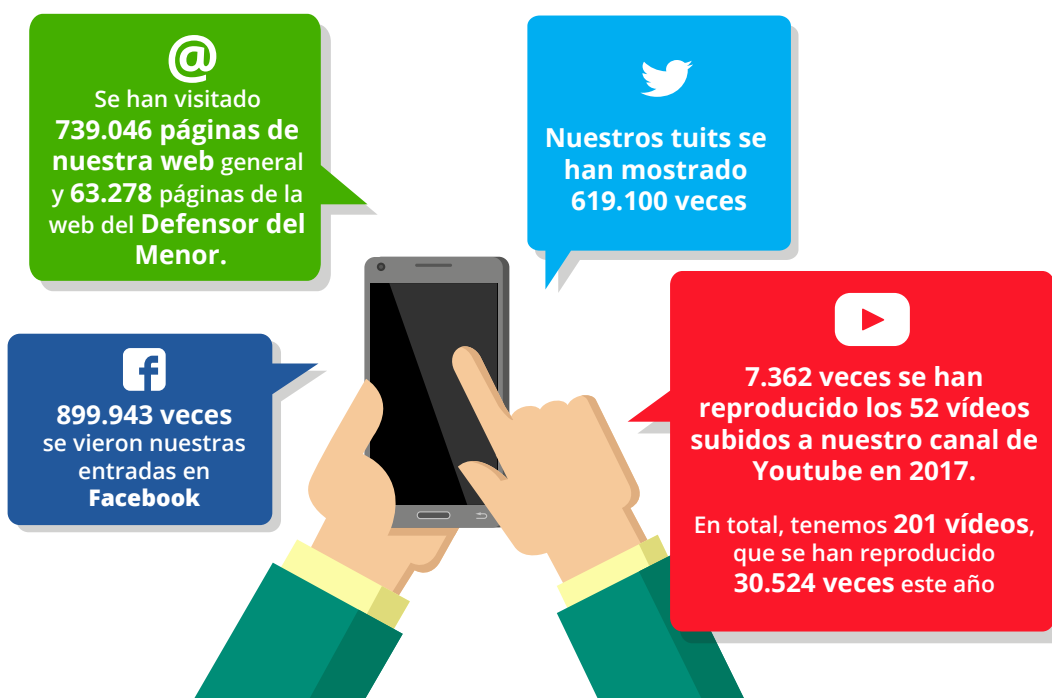 @
Se han visitado
739.046 páginas de
nuestra web general
y 63.278 páginas de la
web del Defensor del
Menor.
Nuestros tuits se
han mostrado
619.100 veces
899.943 veces
se vieron nuestras
entradas en
Facebook
7.362 veces se han
reproducido los 52 vídeos
subidos a nuestro canal de
Youtube en 2017.
En total, tenemos 201 vídeos,
que se han reproducido
30.524 veces este año